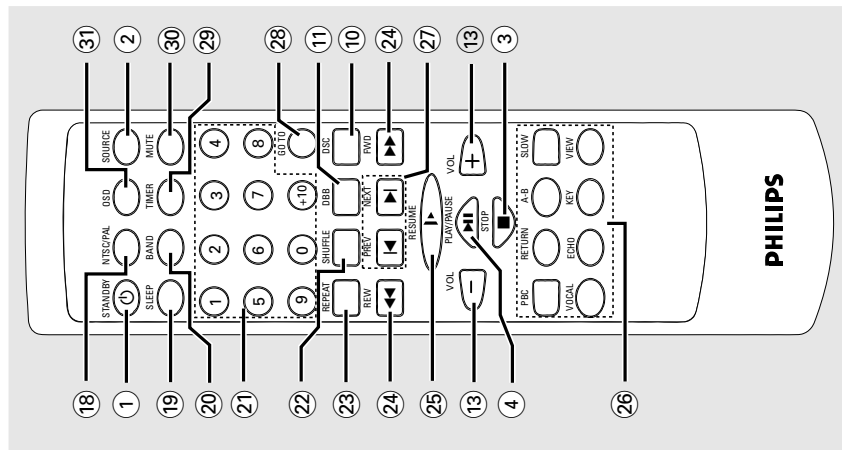 31
2
30
29
28
11
10
24
27
13
3
STANDBY NTSC/PAL OSD SOURCE
SLEEP BAND TIMER MUTE
1 2 3 4
5 6 7 8
9 0 +10 GO TO
REPEAT SHUFFLE DBB DSC
REW PREV NEXT FWD
RESUME
VOL PLAY/PAUSE VOL
− +
STOP
PBC RETURN A-B SLOW
VOCAL ECHO KEY VIEW
PHILIPS
18
1
19
20
21
22
23
24
25
13
4
26